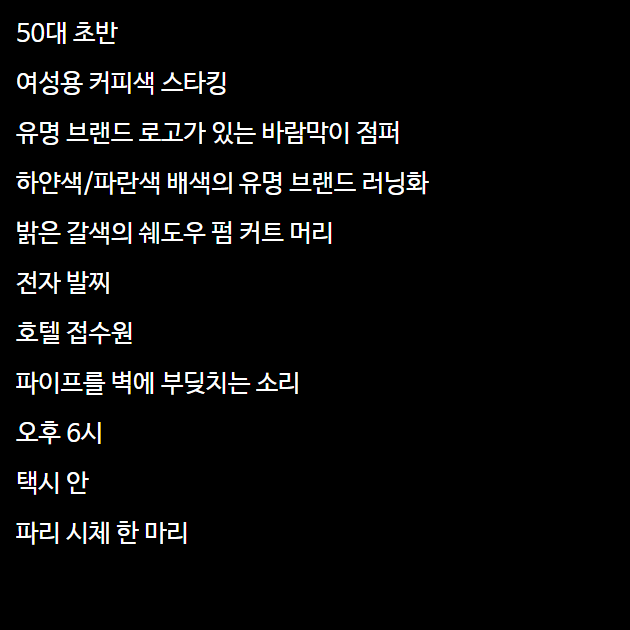 50대 초반
여성용 커피색 스타킹
유명 브랜드 로고가 있는 바람막이 점퍼
하얀색/파란색 배색의 유명 브랜드 러닝화
밝은 갈색의 쉐도우 펌 커트 머리
전자 발찌
호텔 접수원
파이프를 벽에 부딪치는 소리
오후 6시
택시 안
파리 시체 한 마리